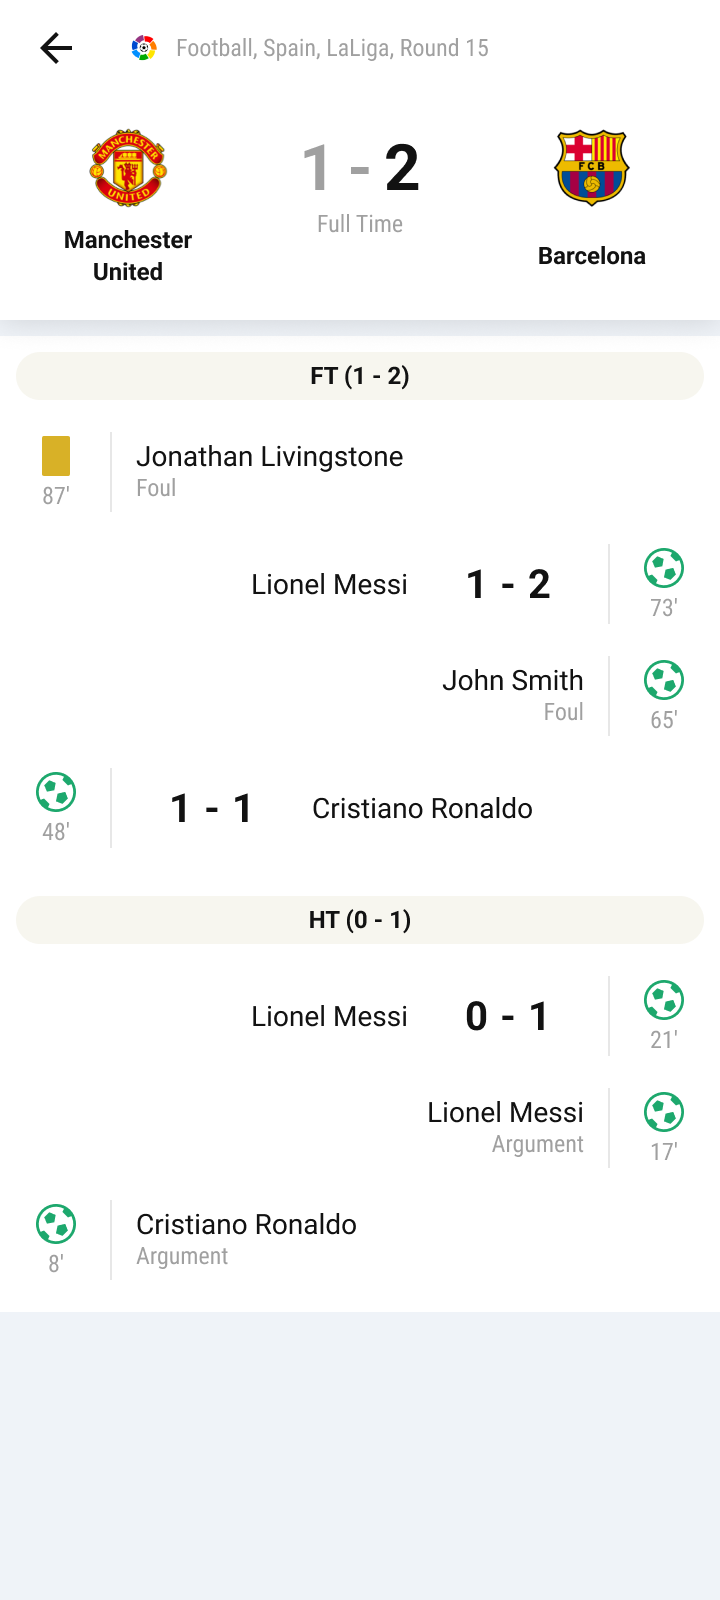 Football, Spain, LaLiga, Round 15
MANCHESTER
UNITED
1 - 2
FCB
Full Time
Manchester
United
Barcelona
FT (1 - 2)
Jonathan Livingstone
Foul
87'
Lionel Messi 1 - 2
73'
John Smith
Foul
65'
1 - 1 Cristiano Ronaldo
48'
HT (0 - 1)
Lionel Messi 0 - 1
21'
Lionel Messi
Argument
17'
Cristiano Ronaldo
Argument
8'